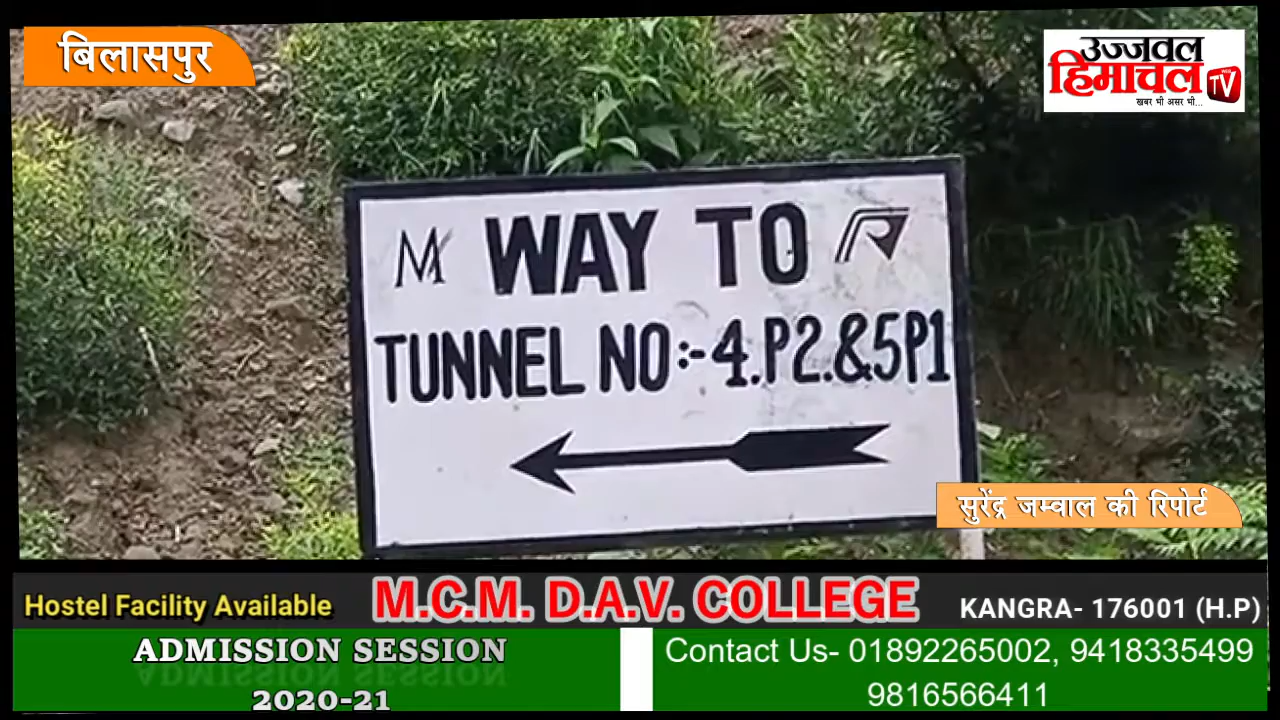 बिलासपुर
उज्जवल
हिमाचल
WEB
TV
खबर भी असर भी...
M WAY TO R
TUNNEL NO:-4.P2.&5P1
सुरेंद्र जम्वाल की रिपोर्ट
Hostel Facility Available M.C.M. D.A.V. COLLEGE KANGRA- 176001 (H.P)
ADMISSION SESSION
2020-21
Contact Us- 01892265002, 9418335499
9816566411